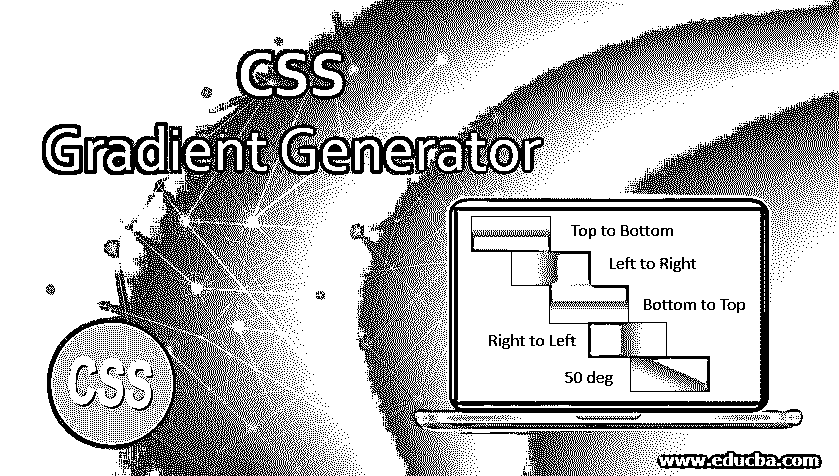 CSS
Gradient Generator
Top to Bottom
Left to Right
Bottom to Top
Right to Left
50 deg
CSS
www.educba.com